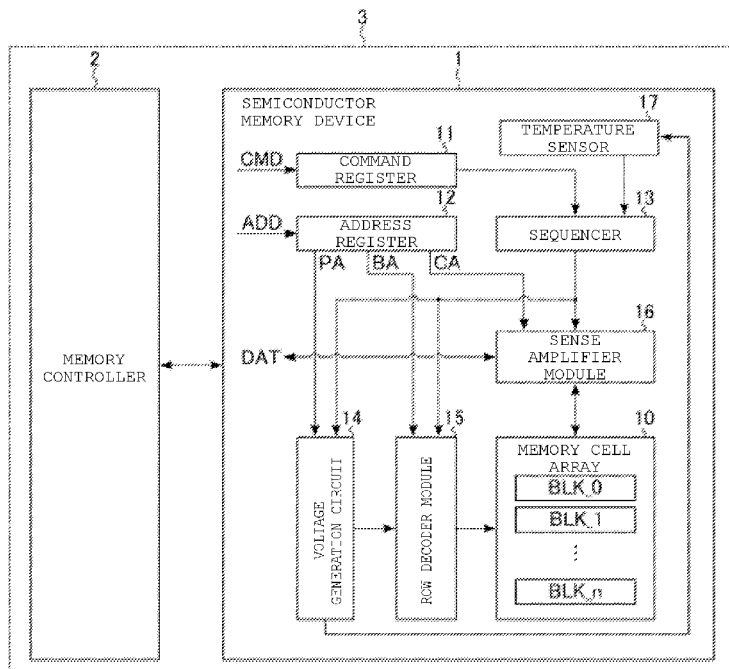 3
2
1
SEMICONDUCTOR
MEMORY DEVICE
17
TEMPERATURE
SENSOR
11
CMD
COMMAND
REGISTER
12
13
ADD
ADDRESS
REGISTER
SEQUENCER
PA
BA
CA
16
MEMORY
CONTROLLER
DAT
SENSE
AMPLIFIER
MODULE
14
15
10
VOLTAGE
GENERATION CIRCUIT
ROW DECODER MODULE
MEMORY CELL
ARRAY
BLK_0
BLK_1
⋮
BLK_n